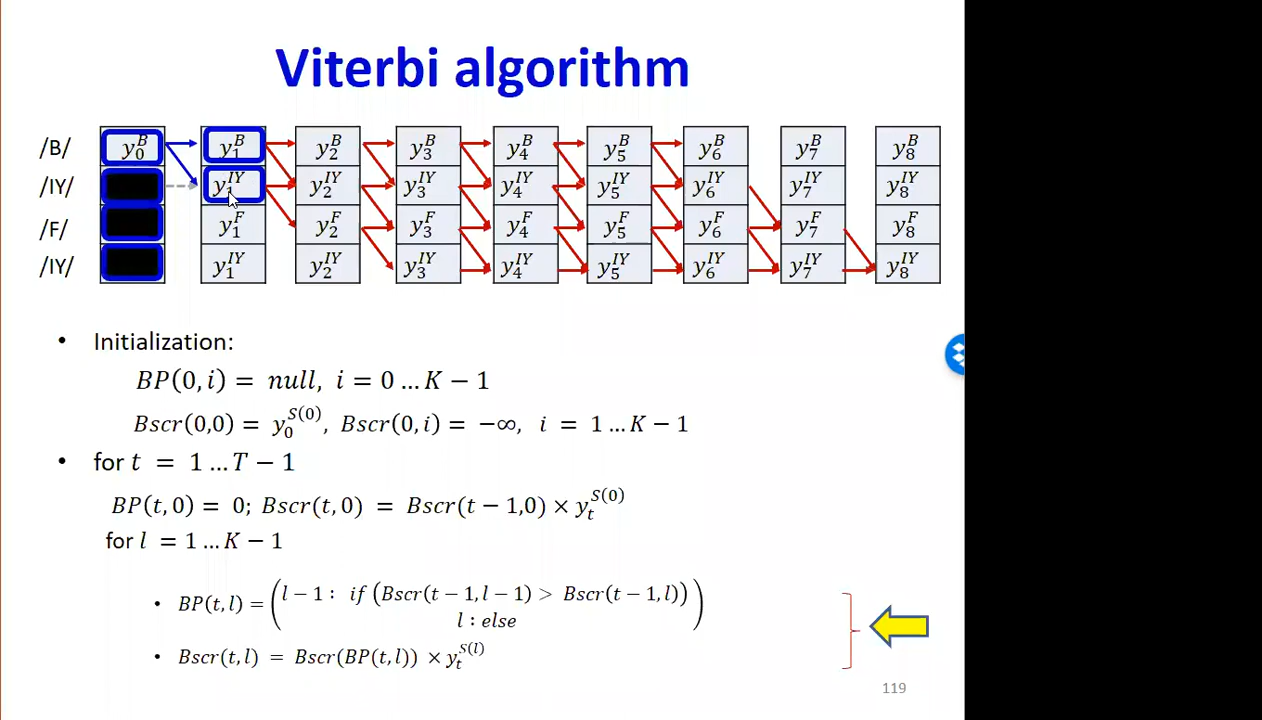 Viterbi algorithm
/B/ y_0^B y_1^B y_2^B y_3^B y_4^B y_5^B y_6^B y_7^B y_8^B
/IY/ y_1^IY y_2^IY y_3^IY y_4^IY y_5^IY y_6^IY y_7^IY y_8^IY
/F/ y_1^F y_2^F y_3^F y_4^F y_5^F y_6^F y_7^F y_8^F
/IY/ y_1^IY y_2^IY y_3^IY y_4^IY y_5^IY y_6^IY y_7^IY y_8^IY
• Initialization:
BP(0,i) = null, i = 0 … K − 1
Bscr(0,0) = y_0^S(0), Bscr(0,i) = −∞, i = 1 … K − 1
• for t = 1 … T − 1
BP(t,0) = 0; Bscr(t,0) = Bscr(t − 1,0) × y_t^S(0)
for l = 1 … K − 1
• BP(t,l) = (l − 1 : if (Bscr(t − 1,l − 1) > Bscr(t − 1,l))
l : else)
• Bscr(t,l) = Bscr(BP(t,l)) × y_t^S(l)
119